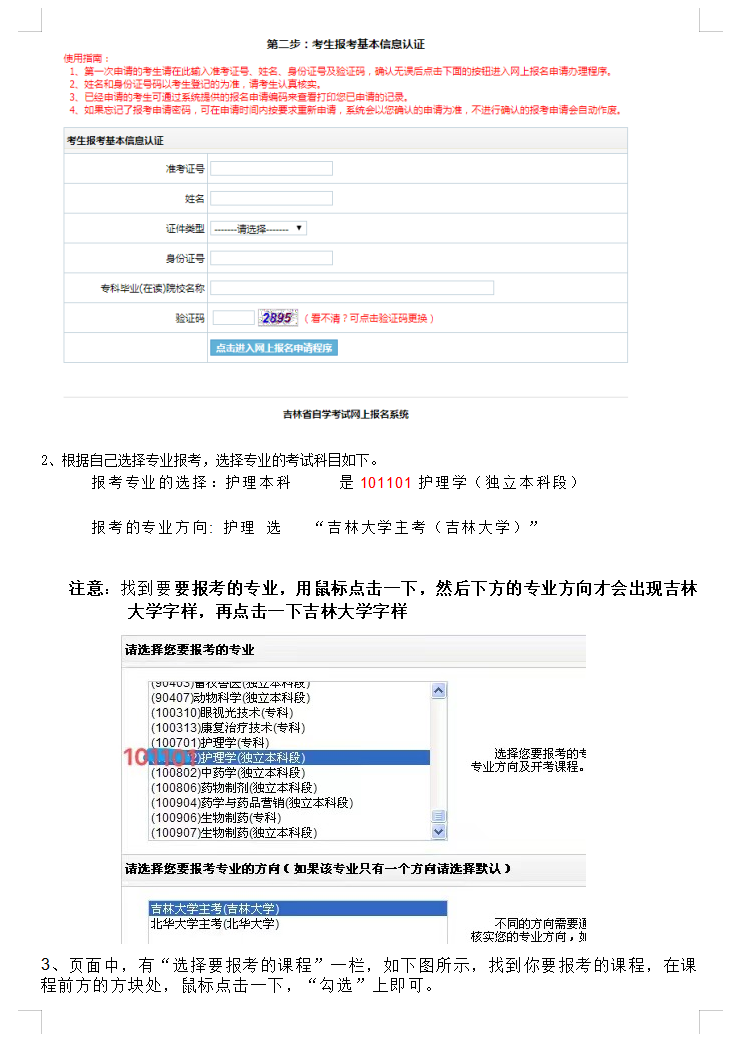 第二步：考生报考基本信息认证
使用指南：
1、第一次申请的考生请在此输入准考证号、姓名、身份证号及验证码，确认无误后点击下面的按钮进入网上报名申请办理程序。
2、姓名和身份证号码以考生登记的为准，请考生认真核实。
3、已经申请的考生可通过系统提供的报名申请编码来查看打印您已申请的记录。
4、如果忘记了报考申请密码，可在申请时间内按要求重新申请，系统会以您确认的申请为准，不进行确认的报考申请会自动作废。
考生报考基本信息认证
准考证号
姓名
证件类型 -------请选择-------
身份证号
专科毕业(在读)院校名称
验证码 2895 （看不清？可点击验证码更换）
点击进入网上报名申请程序
吉林省自学考试网上报名系统
2、根据自己选择专业报考，选择专业的考试科目如下。
报考专业的选择：护理本科 是 101101 护理学（独立本科段）
报考的专业方向: 护理 选 “吉林大学主考（吉林大学）”
注意：找到要要报考的专业，用鼠标点击一下，然后下方的专业方向才会出现吉林
大学字样，再点击一下吉林大学字样
请选择您要报考的专业
(90403)畜牧兽医(独立本科段)
(90407)动物科学(独立本科段)
(100310)眼视光技术(专科)
(100313)康复治疗技术(专科)
(100701)护理学(专科)
101101 护理学(独立本科段)
(100802)中药学(独立本科段)
(100806)药物制剂(独立本科段)
(100904)药学与药品营销(独立本科段)
(100906)生物制药(专科)
(100907)生物制药(独立本科段)
选择您要报考的专
专业方向及开考课程。
请选择您要报考专业的方向（如果该专业只有一个方向请选择默认）
吉林大学主考(吉林大学)
北华大学主考(北华大学)
不同的方向需要通
核实您的专业方向，如
3、页面中，有“选择要报考的课程”一栏，如下图所示，找到你要报考的课程，在课
程前方的方块处，鼠标点击一下，“勾选”上即可。